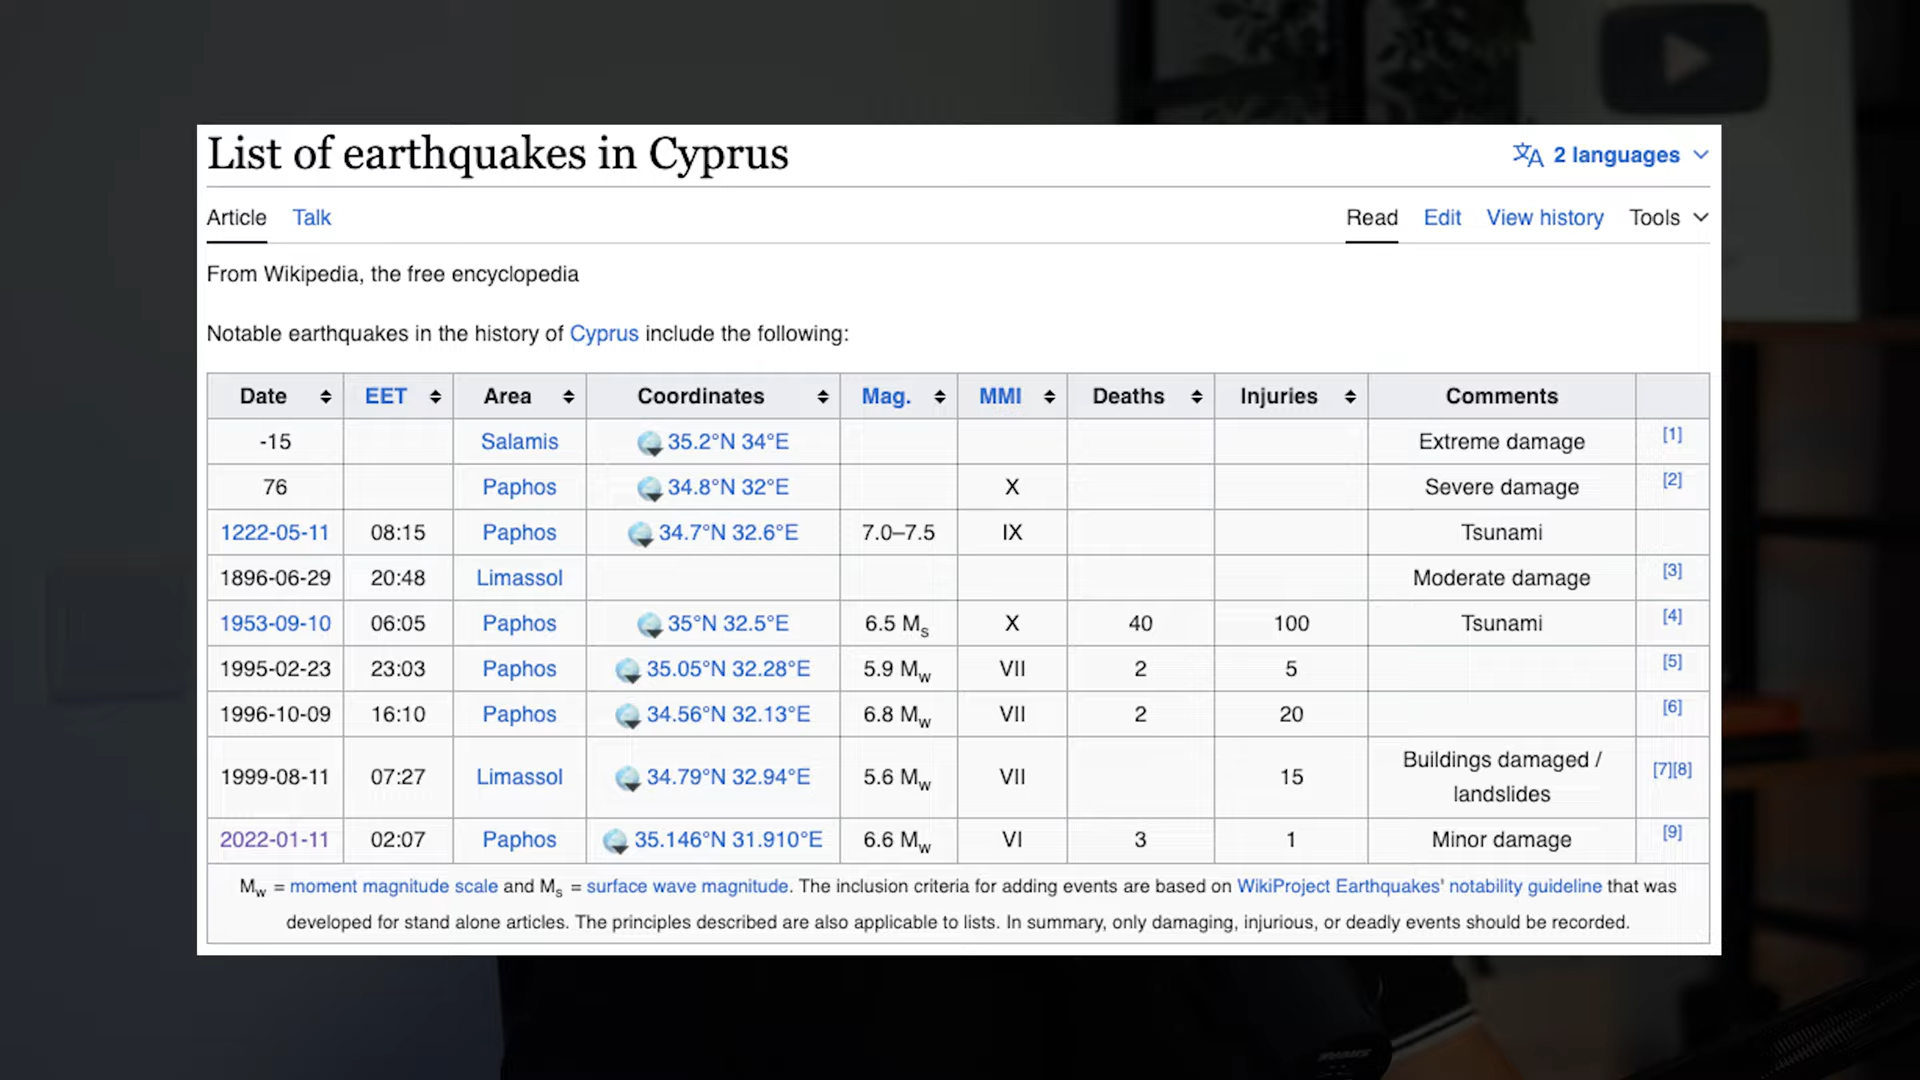 List of earthquakes in Cyprus
文A 2 languages
Article Talk Read Edit View history Tools
From Wikipedia, the free encyclopedia
Notable earthquakes in the history of Cyprus include the following:
Date EET Area Coordinates Mag. MMI Deaths Injuries Comments
-15 Salamis 35.2°N 34°E Extreme damage [1]
76 Paphos 34.8°N 32°E X Severe damage [2]
1222-05-11 08:15 Paphos 34.7°N 32.6°E 7.0–7.5 IX Tsunami
1896-06-29 20:48 Limassol Moderate damage [3]
1953-09-10 06:05 Paphos 35°N 32.5°E 6.5 Ms X 40 100 Tsunami [4]
1995-02-23 23:03 Paphos 35.05°N 32.28°E 5.9 Mw VII 2 5 [5]
1996-10-09 16:10 Paphos 34.56°N 32.13°E 6.8 Mw VII 2 20 [6]
1999-08-11 07:27 Limassol 34.79°N 32.94°E 5.6 Mw VII 15 Buildings damaged / [7][8]
landslides
2022-01-11 02:07 Paphos 35.146°N 31.910°E 6.6 Mw VI 3 1 Minor damage [9]
Mw = moment magnitude scale and Ms = surface wave magnitude. The inclusion criteria for adding events are based on WikiProject Earthquakes' notability guideline that was
developed for stand alone articles. The principles described are also applicable to lists. In summary, only damaging, injurious, or deadly events should be recorded.